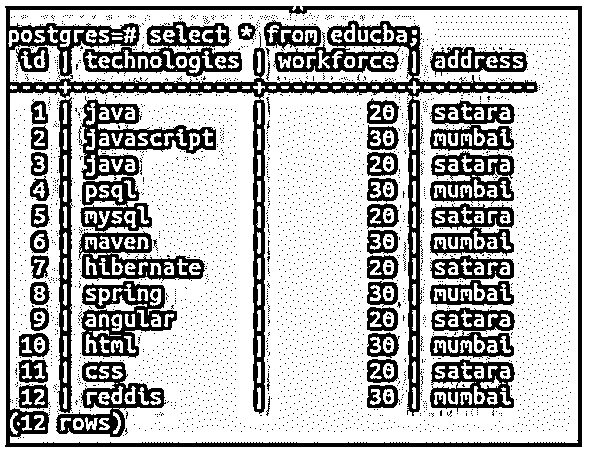 postgres=# select * from educba;
id | technologies | workforce | address
----+--------------+-----------+---------
1 | java | 20 | satara
2 | javascript | 30 | mumbai
3 | java | 20 | satara
4 | psql | 30 | mumbai
5 | mysql | 20 | satara
6 | maven | 30 | mumbai
7 | hibernate | 20 | satara
8 | spring | 30 | mumbai
9 | angular | 20 | satara
10 | html | 30 | mumbai
11 | css | 20 | satara
12 | reddis | 30 | mumbai
(12 rows)